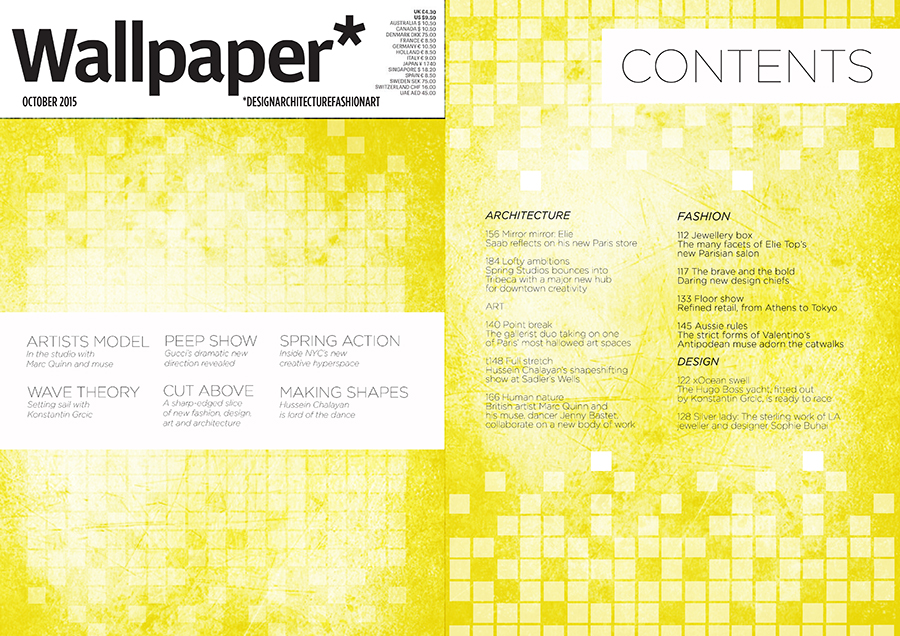 Wallpaper*
UK £4.30
US $9.50
AUSTRALIA $ 10.50
CANADA $ 10.50
DENMARK DKK 75.00
FRANCE € 8.50
GERMANY € 10.50
HOLLAND € 8.50
ITALY € 9.00
JAPAN ¥ 1740
SINGAPORE $ 18.20
SPAIN € 8.50
SWEDEN SEK 75.00
SWITZERLAND CHF 16.00
UAE AED 45.00
OCTOBER 2015
*DESIGNARCHITECTUREFASHIONART
ARTISTS MODEL
In the studio with
Marc Quinn and muse
PEEP SHOW
Gucci's dramatic new
direction revealed
SPRING ACTION
Inside NYC's new
creative hyperspace
WAVE THEORY
Setting sail with
Konstantin Grcic
CUT ABOVE
A sharp-edged slice
of new fashion, design,
art and architecture
MAKING SHAPES
Hussein Chalayan
is lord of the dance
CONTENTS
ARCHITECTURE
156 Mirror mirror: Elie
Saab reflects on his new Paris store
184 Lofty ambitions
Spring Studios bounces into
Tribeca with a major new hub
for downtown creativity
ART
140 Point break
The gallerist duo taking on one
of Paris' most hallowed art spaces
t148 Full stretch
Hussein Chalayan's shapeshifting
show at Sadler's Wells
166 Human nature
British artist Marc Quinn and
his muse, dancer Jenny Bastet,
collaborate on a new body of work
FASHION
112 Jewellery box
The many facets of Elie Top's
new Parisian salon
117 The brave and the bold
Daring new design chiefs
133 Floor show
Refined retail, from Athens to Tokyo
145 Aussie rules
The strict forms of Valentino's
Antipodean muse adorn the catwalks
DESIGN
122 xOcean swell
The Hugo Boss yacht, fitted out
by Konstantin Grcic, is ready to race
128 Silver lady: The sterling work of LA
jeweller and designer Sophie Buhai